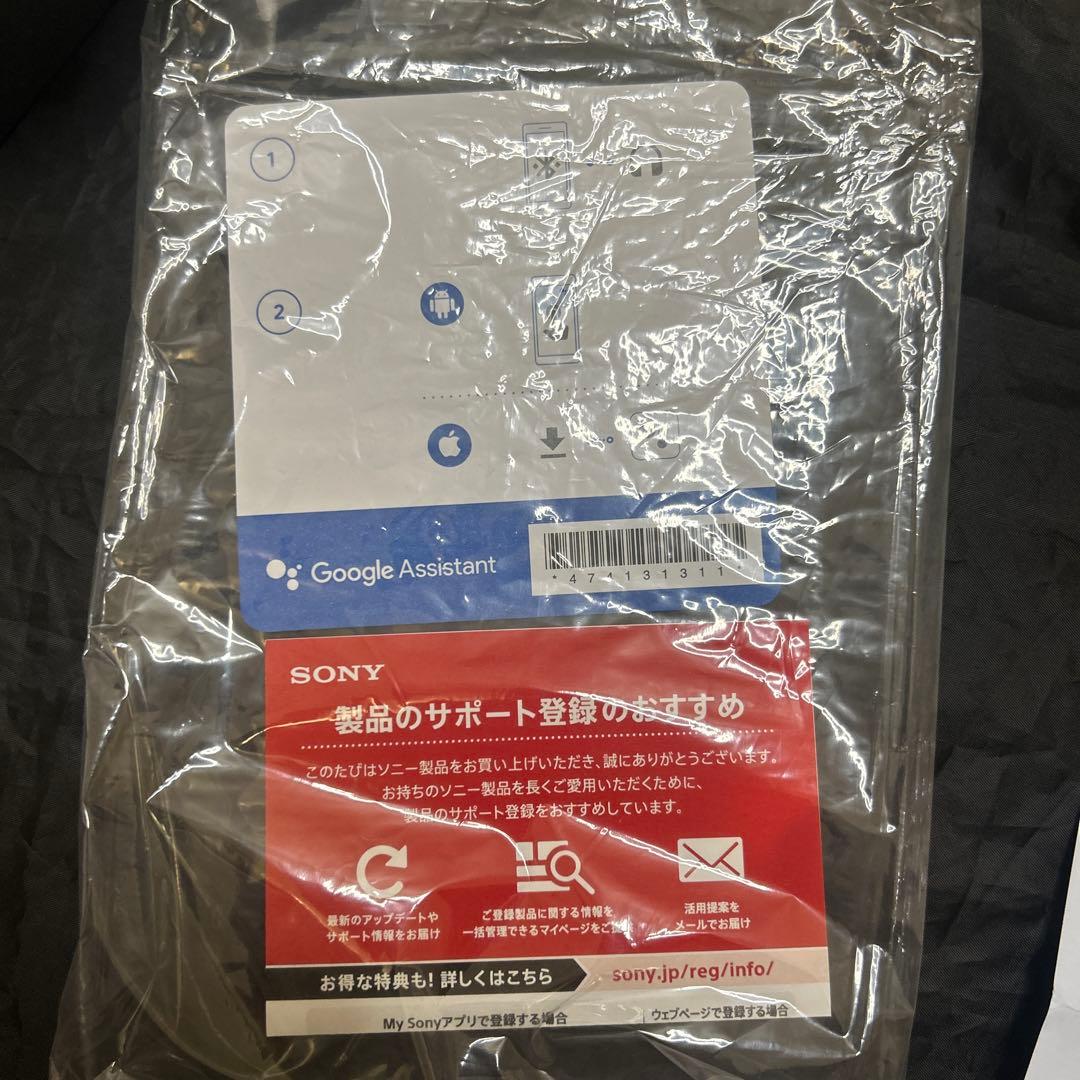 1
2
Google Assistant
* 4 7 4 1 3 1 3 1 1
SONY
製品のサポート登録のおすすめ
このたびはソニー製品をお買い上げいただき、誠にありがとうございます。
お持ちのソニー製品を長くご愛用いただくために、
製品のサポート登録をおすすめしています。
最新のアップデートや
サポート情報をお届け
ご登録製品に関する情報を
一括管理できるマイページをご
活用提案を
メールでお届け
お得な特典も! 詳しくはこちら
sony.jp/reg/info/
My Sonyアプリで登録する場合
ウェブページで登録する場合